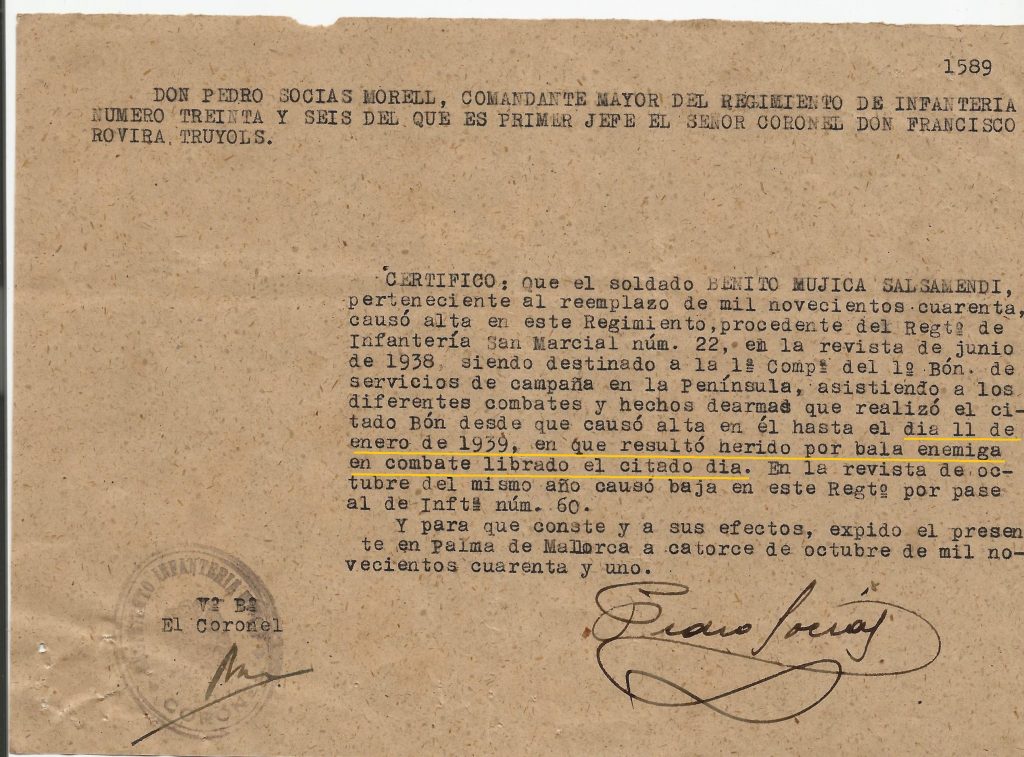 1589
DON PEDRO SOCIAS MORELL, COMANDANTE MAYOR DEL REGIMIENTO DE INFANTERIA
NUMERO TREINTA Y SEIS DEL QUE ES PRIMER JEFE EL SEÑOR CORONEL DON FRANCISCO
ROVIRA TRUYOLS.
CERTIFICO: Que el soldado BENITO MUJICA SALSAMENDI,
perteneciente al reemplazo de mil novecientos cuarenta,
causó alta en este Regimiento,procedente del Regtº de
Infantería San Marcial núm. 22, en la revista de junio
de 1938, siendo destinado a la 1ª Compª del 1º Bón. de
servicios de campaña en la Península, asistiendo a los
diferentes combates y hechos dearmas que realizó el ci-
tado Bón desde que causó alta en él hasta el dia 11 de
enero de 1939, en que resultó herido por bala enemiga
en combate librado el citado dia. En la revista de oc-
tubre del mismo año causó baja en este Regtº por pase
al de Inftª núm. 60.
Y para que conste y a sus efectos, expido el presen
te en Palma de Mallorca a catorce de octubre de mil no-
vecientos cuarenta y uno.
Vº Bº
El Coronel
Pedro Socías
INFANTERIA
CORON